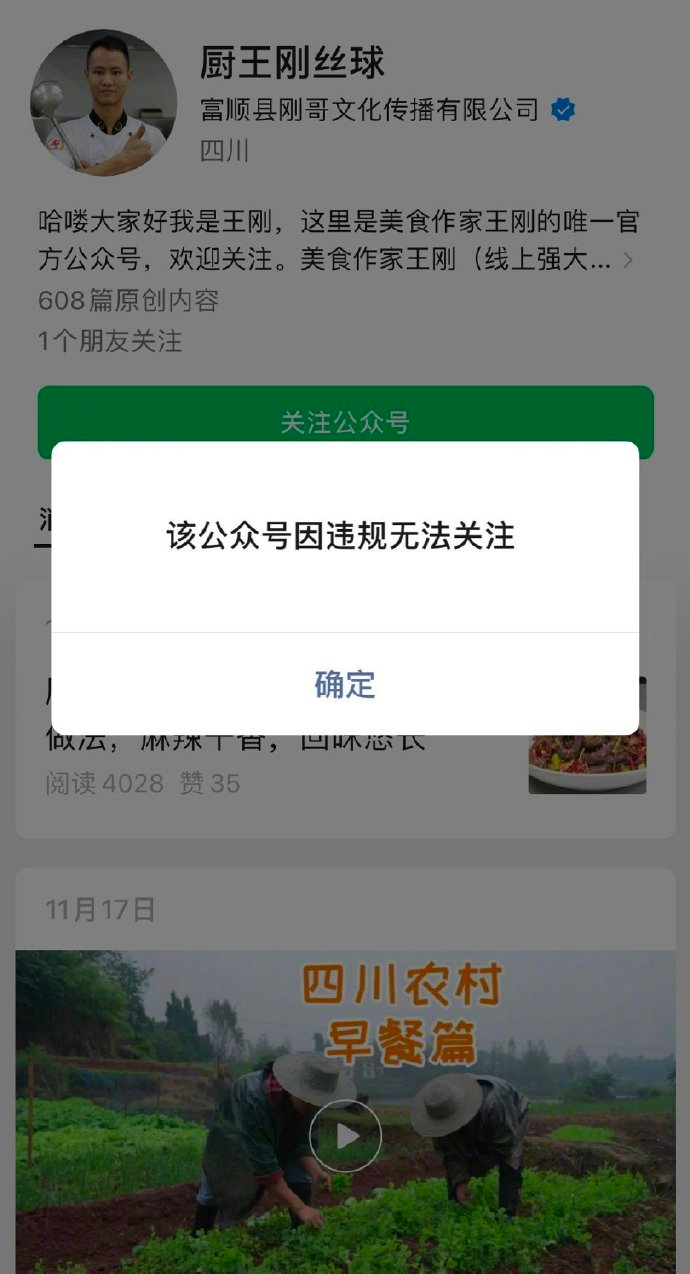 厨王刚丝球
富顺县刚哥文化传播有限公司
四川
哈喽大家好我是王刚，这里是美食作家王刚的唯一官
方公众号，欢迎关注。美食作家王刚（线上强大...
608篇原创内容
1个朋友关注
关注公众号
该公众号因违规无法关注
确定
做法，麻辣干香，回味悠长
阅读 4028 赞 35
11月17日
四川农村
早餐篇